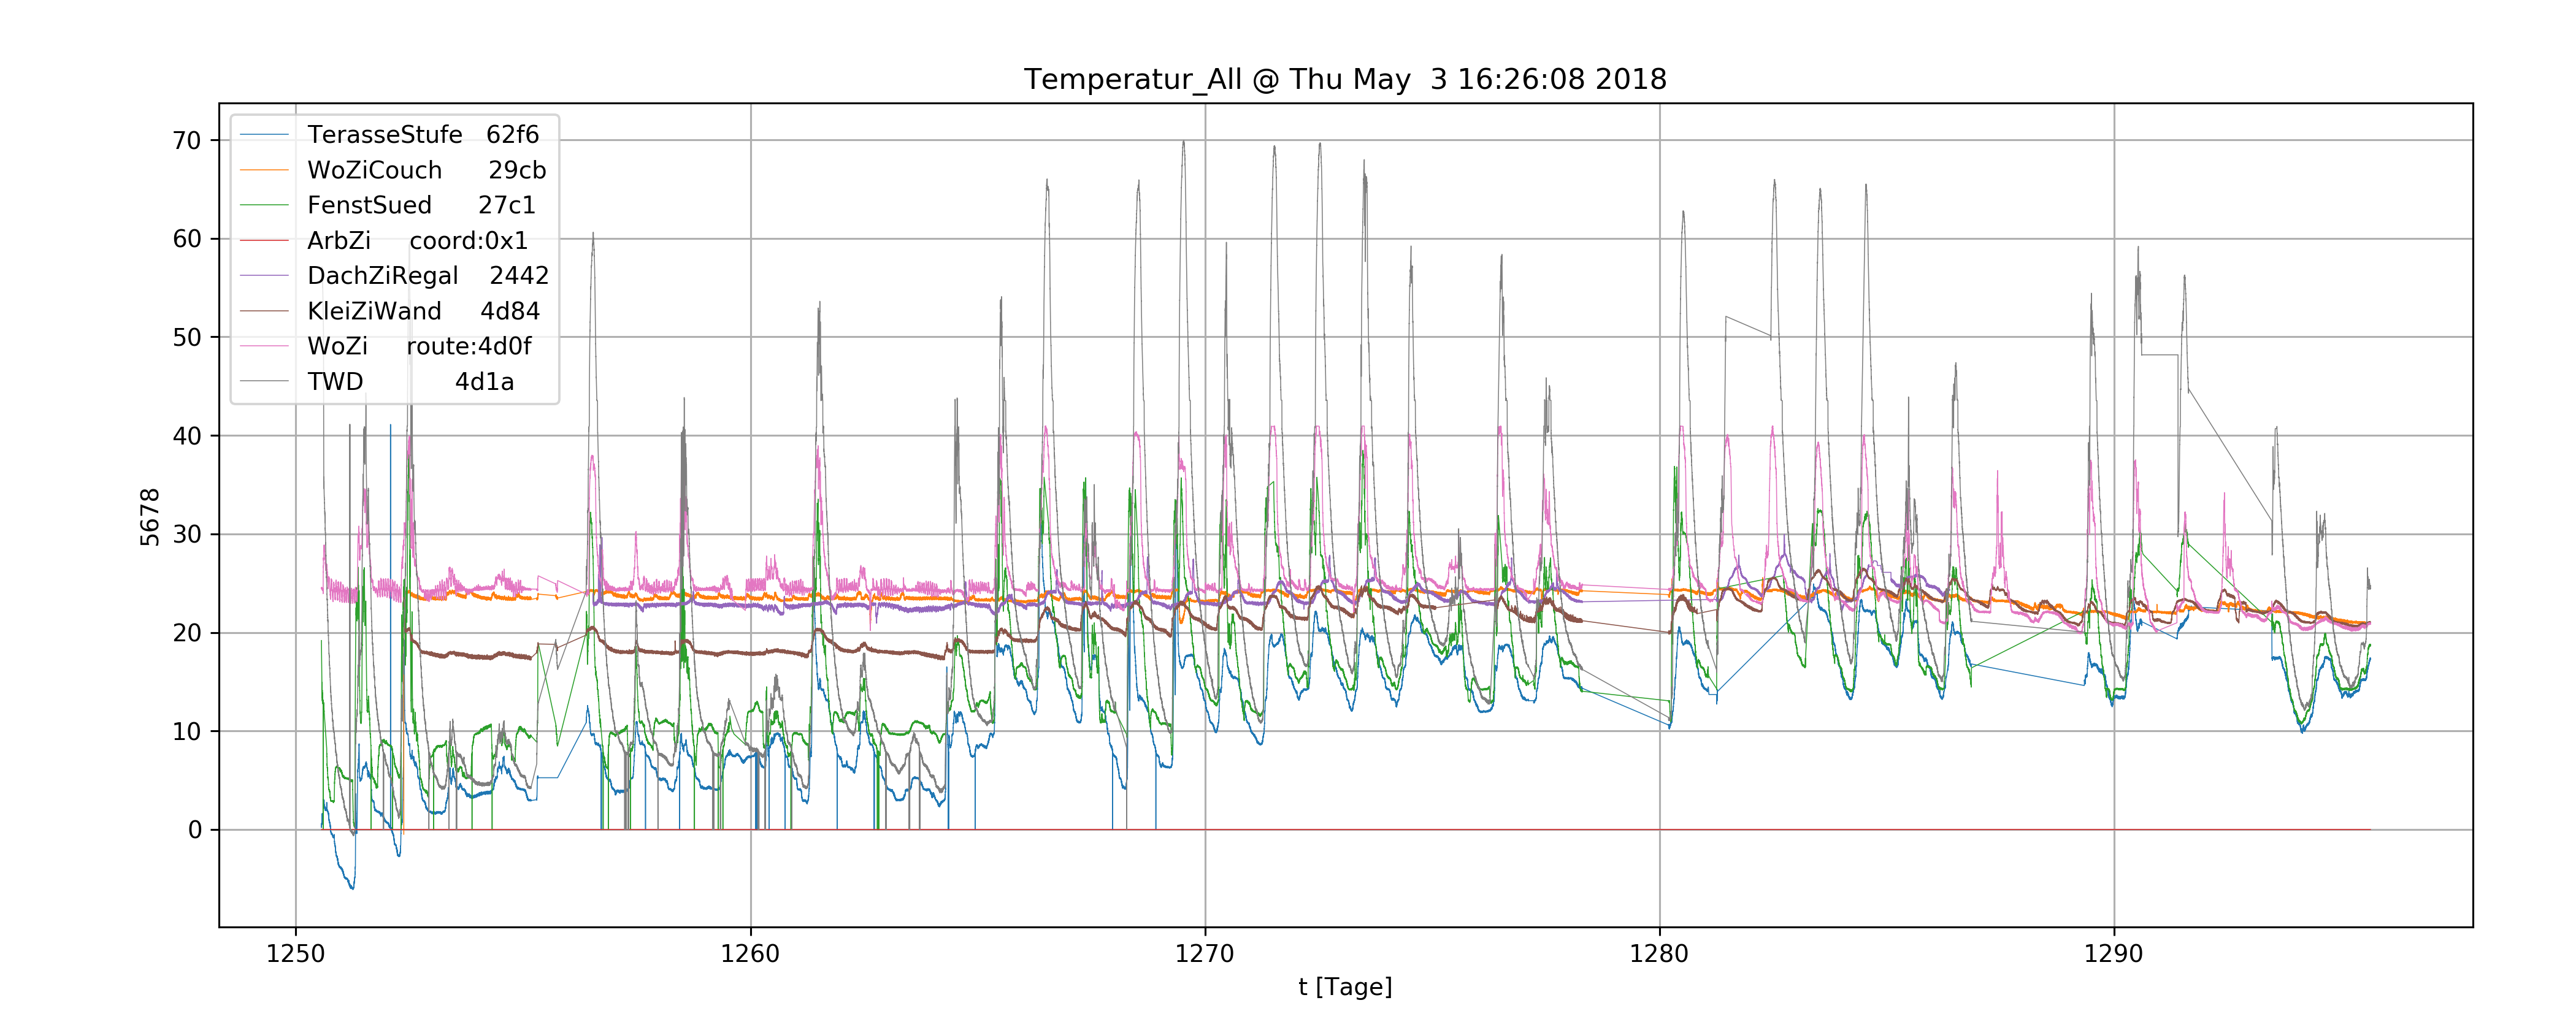 Temperatur_All @ Thu May  3 16:26:08 2018
TerasseStufe   62f6
WoZiCouch      29cb
FenstSued      27c1
ArbZi     coord:0x1
DachZiRegal    2442
KleiZiWand     4d84
WoZi     route:4d0f
TWD            4d1a
70
60
50
40
30
20
10
0
5678
1250 1260 1270 1280 1290
t [Tage]